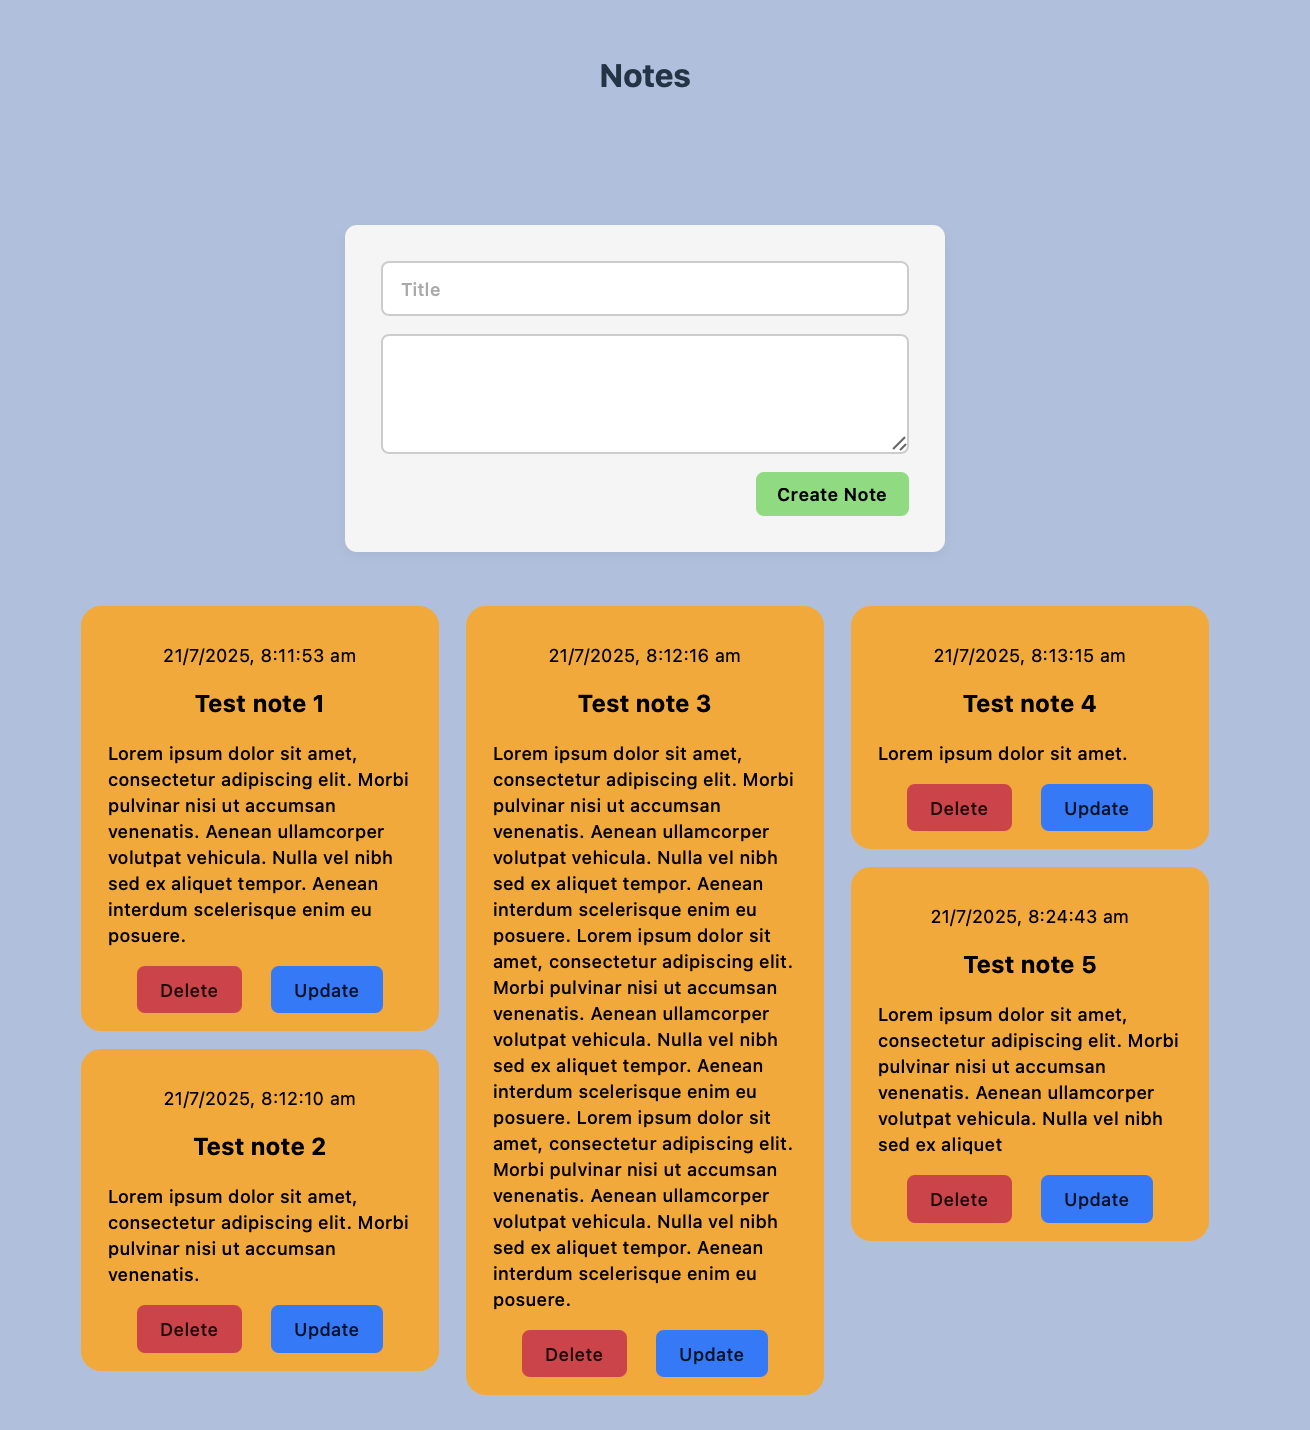 Notes
Title
Create Note
21/7/2025, 8:11:53 am
Test note 1
Lorem ipsum dolor sit amet,
consectetur adipiscing elit. Morbi
pulvinar nisi ut accumsan
venenatis. Aenean ullamcorper
volutpat vehicula. Nulla vel nibh
sed ex aliquet tempor. Aenean
interdum scelerisque enim eu
posuere.
Delete Update
21/7/2025, 8:12:10 am
Test note 2
Lorem ipsum dolor sit amet,
consectetur adipiscing elit. Morbi
pulvinar nisi ut accumsan
venenatis.
Delete Update
21/7/2025, 8:12:16 am
Test note 3
Lorem ipsum dolor sit amet,
consectetur adipiscing elit. Morbi
pulvinar nisi ut accumsan
venenatis. Aenean ullamcorper
volutpat vehicula. Nulla vel nibh
sed ex aliquet tempor. Aenean
interdum scelerisque enim eu
posuere. Lorem ipsum dolor sit
amet, consectetur adipiscing elit.
Morbi pulvinar nisi ut accumsan
venenatis. Aenean ullamcorper
volutpat vehicula. Nulla vel nibh
sed ex aliquet tempor. Aenean
interdum scelerisque enim eu
posuere. Lorem ipsum dolor sit
amet, consectetur adipiscing elit.
Morbi pulvinar nisi ut accumsan
venenatis. Aenean ullamcorper
volutpat vehicula. Nulla vel nibh
sed ex aliquet tempor. Aenean
interdum scelerisque enim eu
posuere.
Delete Update
21/7/2025, 8:13:15 am
Test note 4
Lorem ipsum dolor sit amet.
Delete Update
21/7/2025, 8:24:43 am
Test note 5
Lorem ipsum dolor sit amet,
consectetur adipiscing elit. Morbi
pulvinar nisi ut accumsan
venenatis. Aenean ullamcorper
volutpat vehicula. Nulla vel nibh
sed ex aliquet
Delete Update